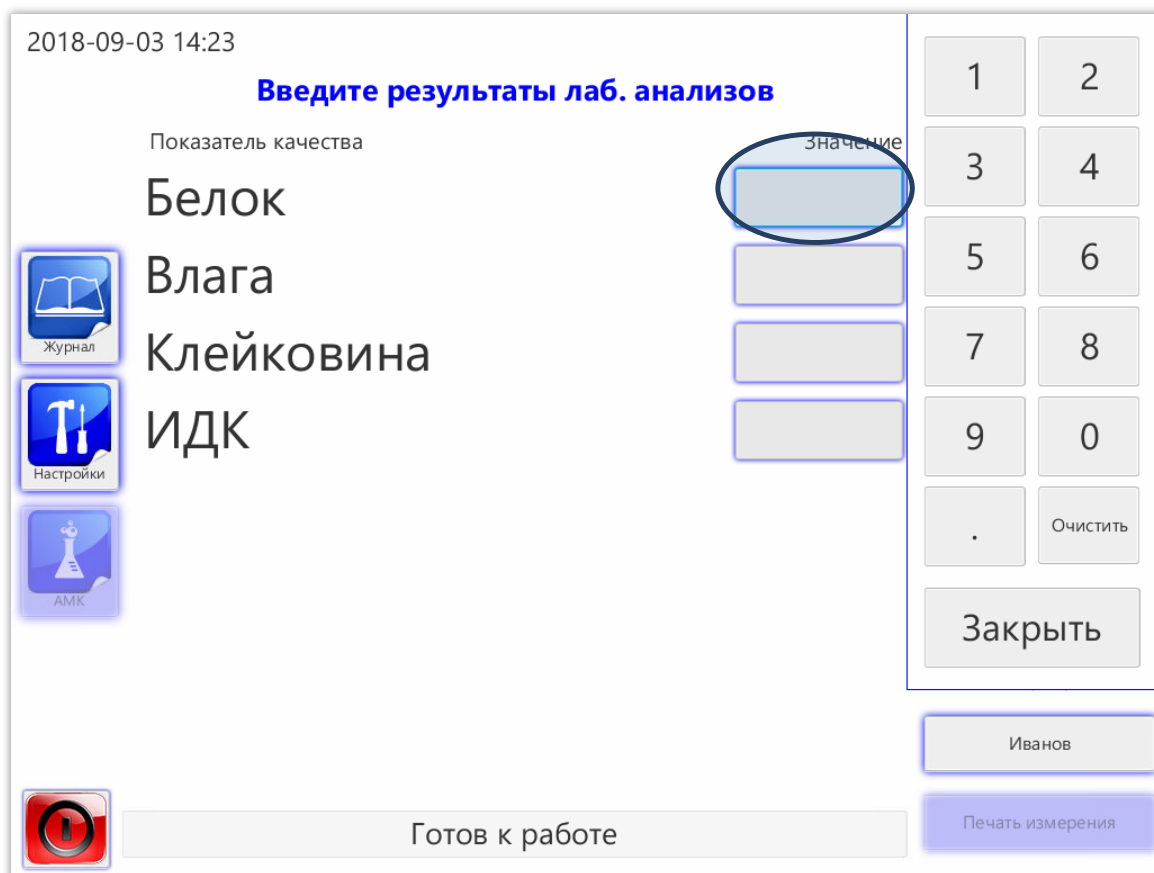 2018-09-03 14:23
Введите результаты лаб. анализов
Показатель качества Значение
Белок
Влага
Клейковина
ИДК
Журнал
Настройки
АМК
1 2
3 4
5 6
7 8
9 0
. Очистить
Закрыть
Иванов
Печать измерения
Готов к работе